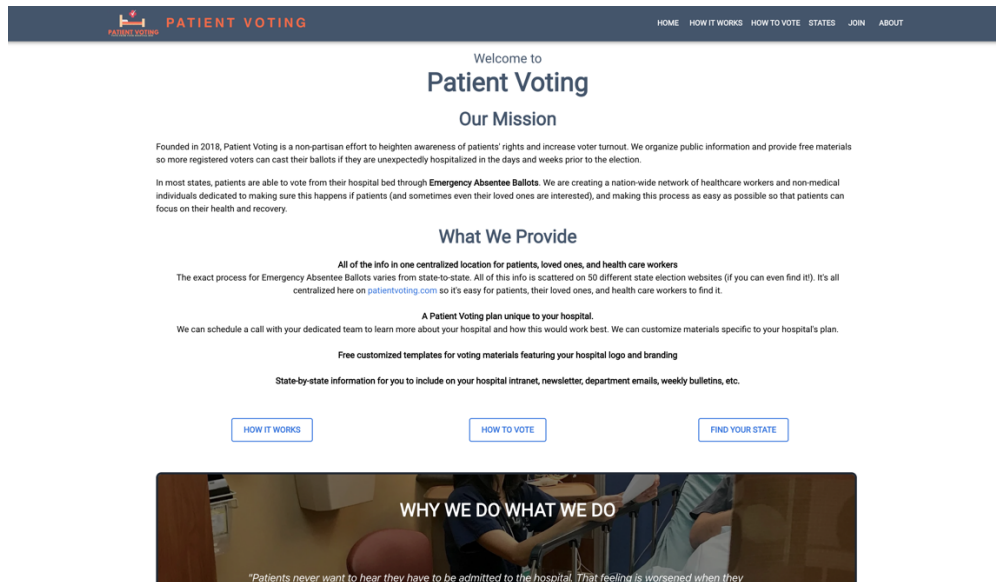 PATIENT VOTING
PATIENT VOTING
HOME HOW IT WORKS HOW TO VOTE STATES JOIN ABOUT
Welcome to
Patient Voting
Our Mission
Founded in 2018, Patient Voting is a non-partisan effort to heighten awareness of patients' rights and increase voter turnout. We organize public information and provide free materials
so more registered voters can cast their ballots if they are unexpectedly hospitalized in the days and weeks prior to the election.
In most states, patients are able to vote from their hospital bed through Emergency Absentee Ballots. We are creating a nation-wide network of healthcare workers and non-medical
individuals dedicated to making sure this happens if patients (and sometimes even their loved ones are interested), and making this process as easy as possible so that patients can
focus on their health and recovery.
What We Provide
All of the info in one centralized location for patients, loved ones, and health care workers
The exact process for Emergency Absentee Ballots varies from state-to-state. All of this info is scattered on 50 different state election websites (if you can even find it!). It's all
centralized here on patientvoting.com so it's easy for patients, their loved ones, and health care workers to find it.
A Patient Voting plan unique to your hospital.
We can schedule a call with your dedicated team to learn more about your hospital and how this would work best. We can customize materials specific to your hospital's plan.
Free customized templates for voting materials featuring your hospital logo and branding
State-by-state information for you to include on your hospital intranet, newsletter, department emails, weekly bulletins, etc.
HOW IT WORKS
HOW TO VOTE
FIND YOUR STATE
WHY WE DO WHAT WE DO
"Patients never want to hear they have to be admitted to the hospital. That feeling is worsened when they